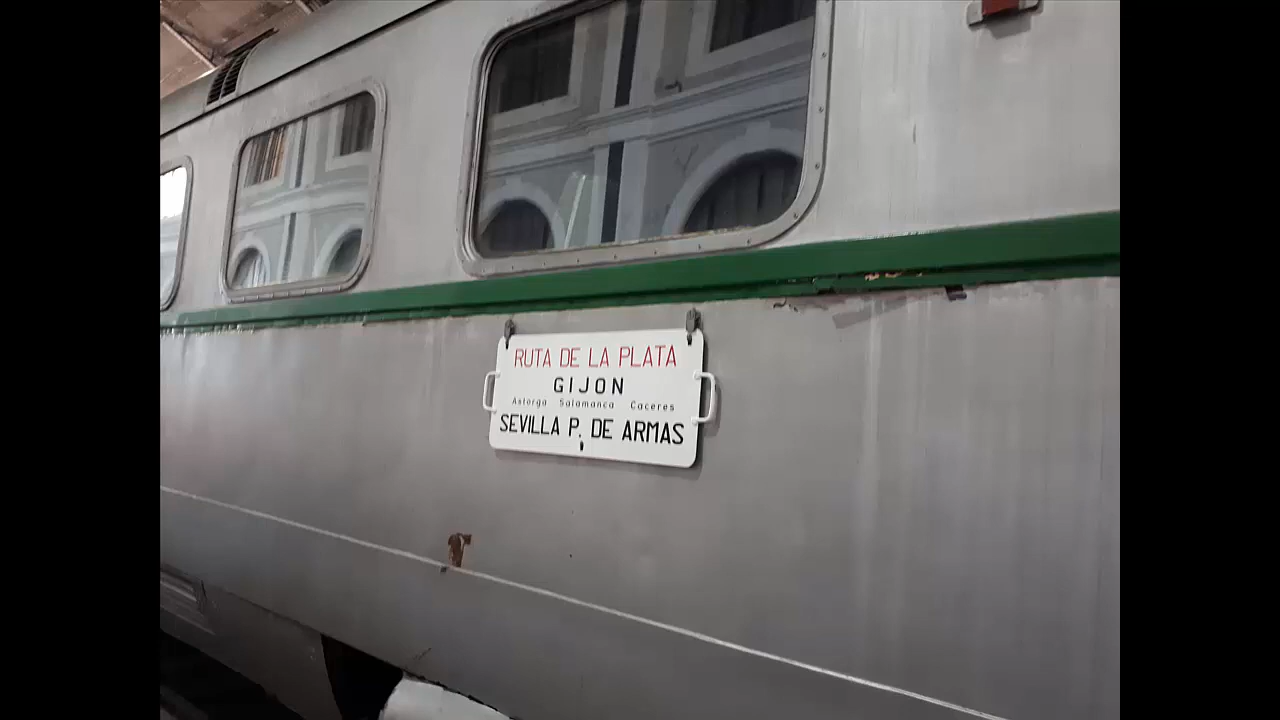 RUTA DE LA PLATA
GIJON
Astorga Salamanca Caceres
SEVILLA P. DE ARMAS